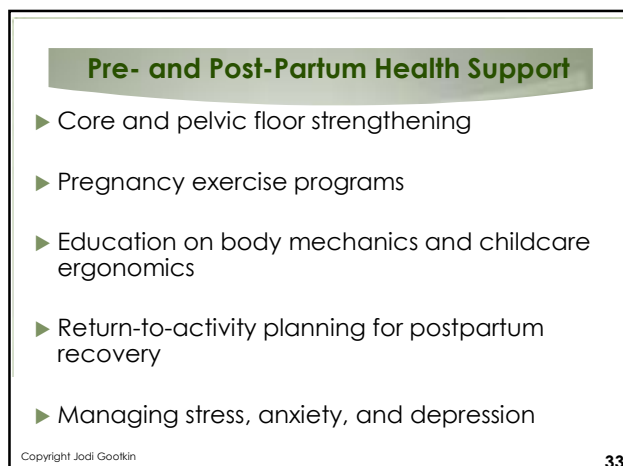 Pre- and Post-Partum Health Support
Core and pelvic floor strengthening
Pregnancy exercise programs
Education on body mechanics and childcare
ergonomics
Return-to-activity planning for postpartum
recovery
Managing stress, anxiety, and depression
Copyright Jodi Gootkin
33